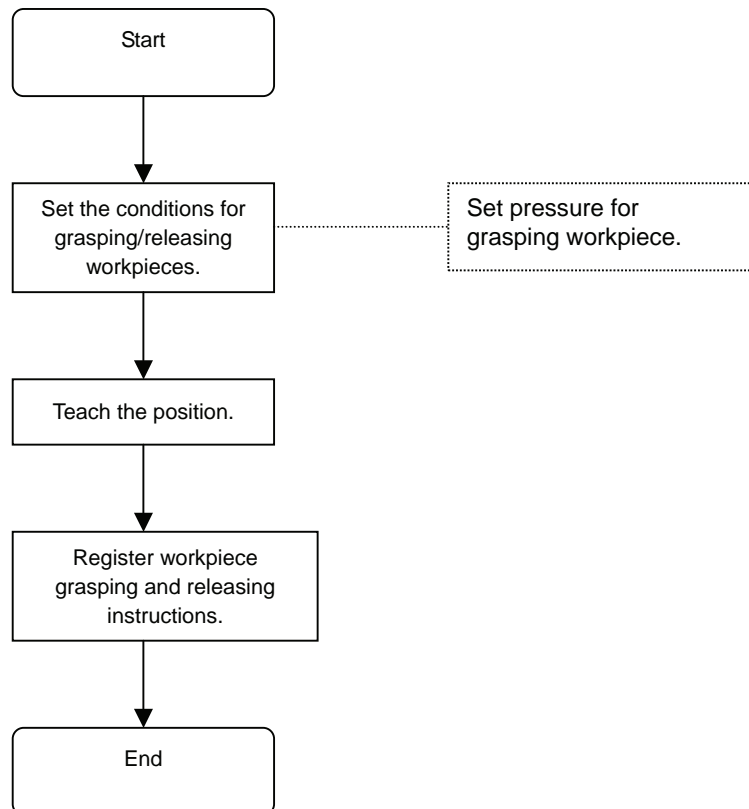 Start
Set the conditions for
grasping/releasing
workpieces.
Set pressure for
grasping workpiece.
Teach the position.
Register workpiece
grasping and releasing
instructions.
End